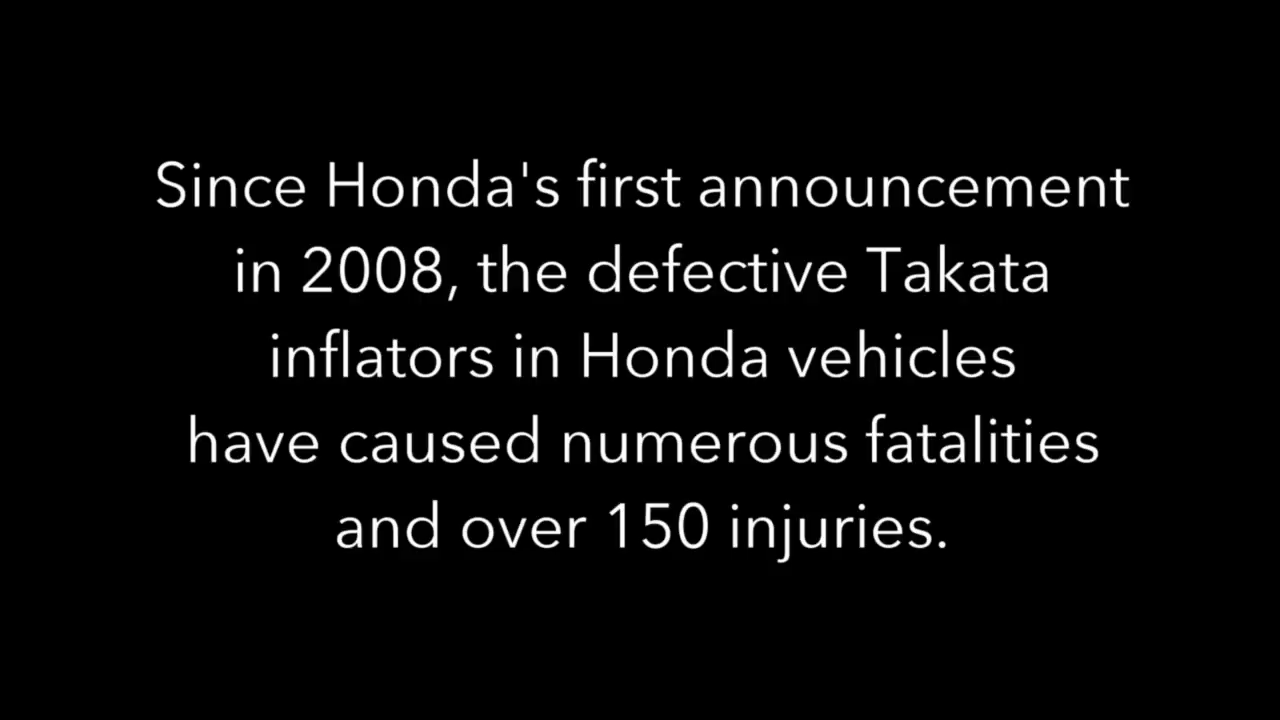 Since Honda's first announcement
in 2008, the defective Takata
inflators in Honda vehicles
have caused numerous fatalities
and over 150 injuries.